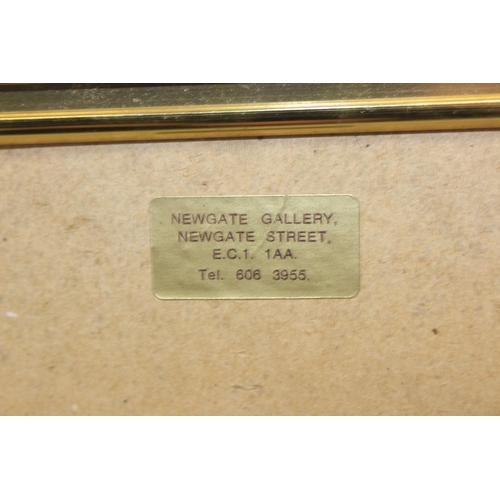 NEWGATE GALLERY,
NEWGATE STREET,
E.C.1. 1AA.
Tel. 606 3955.